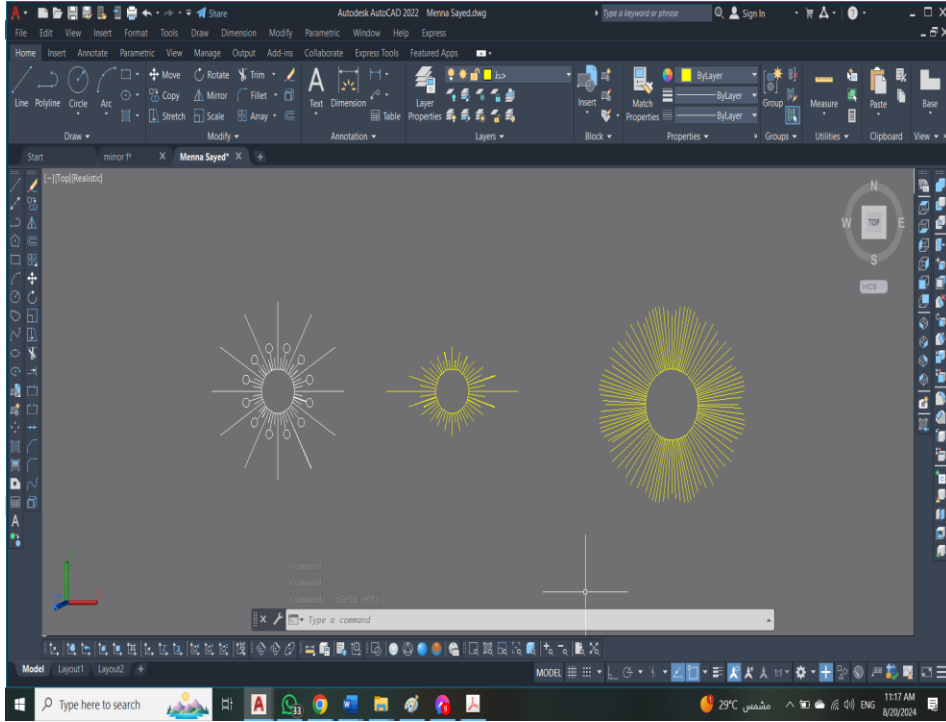 Share
Autodesk AutoCAD 2022 Menna Sayed.dwg
Type a keyword or phrase
Sign In
File Edit View Insert Format Tools Draw Dimension Modify Parametric Window Help Express
Home Insert Annotate Parametric View Manage Output Add-ins Collaborate Express Tools Featured Apps
Line Polyline Circle Arc
Move Rotate Trim
Copy Mirror Fillet
Stretch Scale Array
Text Dimension Table
Layer Properties
خط
Insert
Match Properties
ByLayer
ByLayer
ByLayer
Group Measure Paste Base
Draw Modify Annotation Layers Block Properties Groups Utilities Clipboard View
Start minor f* X Menna Sayed* X +
[−][Top][Realistic]
N
W TOP E
S
WCS
Command:
Command:
Command: <Grid off>
Type a command
Model Layout1 Layout2 +
MODEL 1:1
Type here to search
33
29°C مشمس
ENG
11:17 AM
8/20/2024